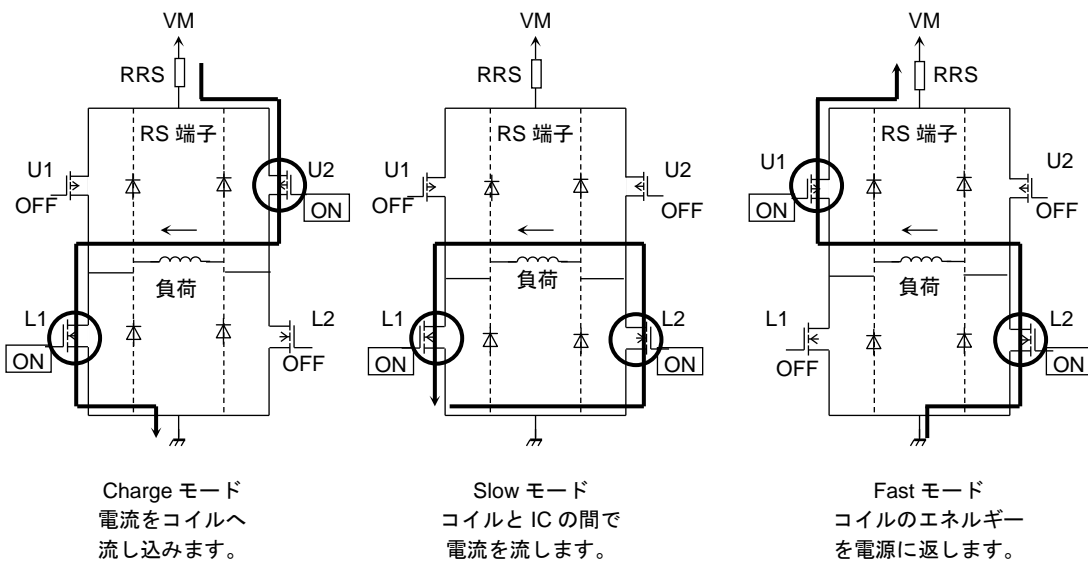 VM
RRS
RS 端子
U1
OFF
U2
ON
負荷
L1
ON
L2
OFF
Charge モード
電流をコイルへ
流し込みます。
VM
RRS
RS 端子
U1
OFF
U2
OFF
負荷
L1
ON
L2
ON
Slow モード
コイルと IC の間で
電流を流します。
VM
RRS
RS 端子
U1
ON
U2
OFF
負荷
L1
OFF
L2
ON
Fast モード
コイルのエネルギー
を電源に返します。